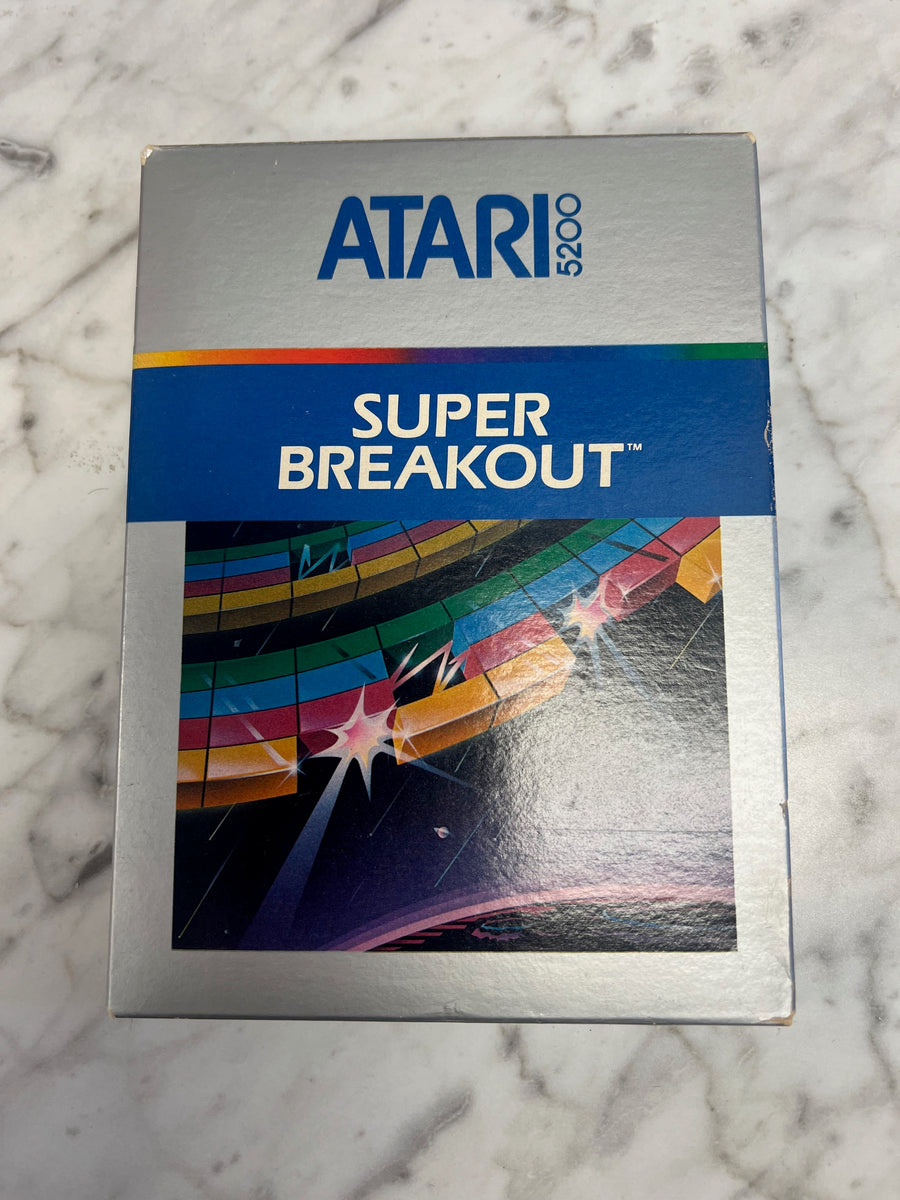 ATARI 5200
SUPER
BREAKOUT™